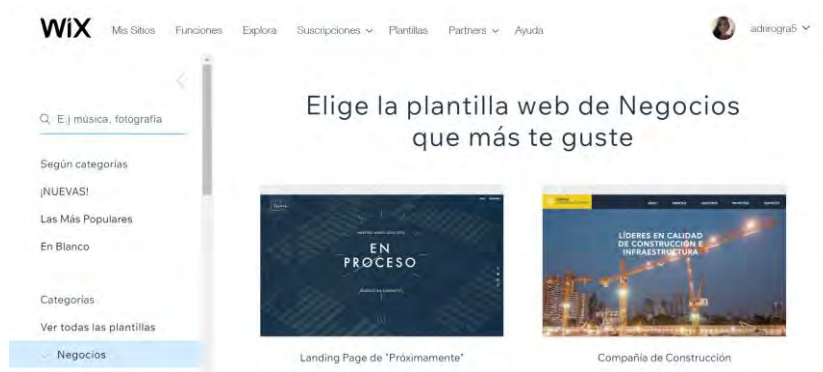 WiX Mis Sitios Funciones Explora Suscripciones Plantillas Partners Ayuda adrirogra5
E.j música, fotografía
Según categorías
¡NUEVAS!
Las Más Populares
En Blanco
Categorías
Ver todas las plantillas
Negocios
Elige la plantilla web de Negocios
que más te guste
EN
PROCESO
Landing Page de "Próximamente"
LÍDERES EN CALIDAD
DE CONSTRUCCIÓN E
INFRAESTRUCTURA
Compañía de Construcción